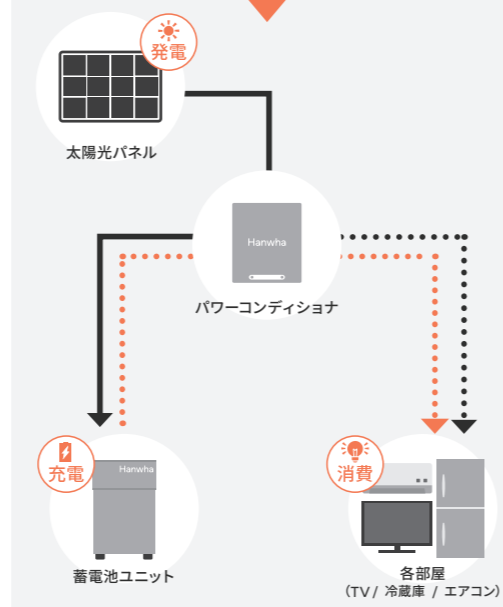 発電
太陽光パネル
Hanwha
パワーコンディショナ
充電
Hanwha
蓄電池ユニット
消費
各部屋
（TV / 冷蔵庫 / エアコン）